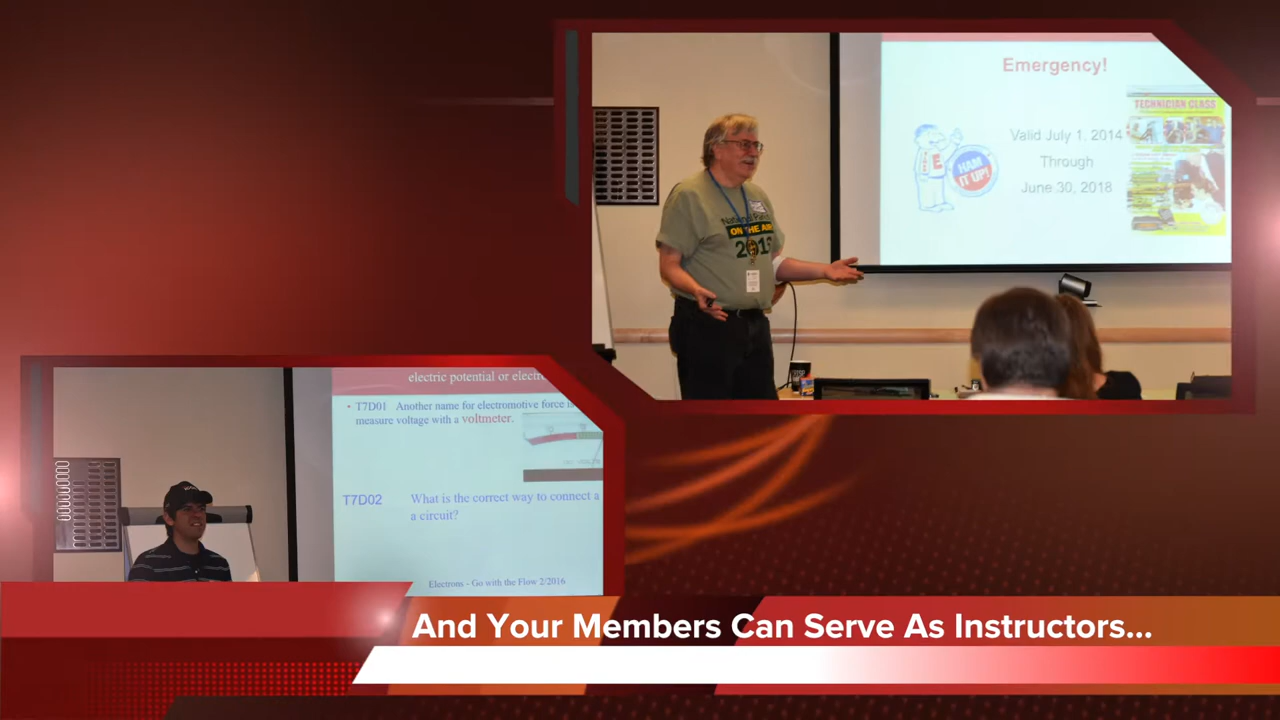 Emergency!
TECHNICIAN CLASS
Valid July 1, 2014
Through
June 30, 2018
E
HAM
IT UP!
ON THE AIR
electric potential or
• T7D01 Another name for electromotive force
measure voltage with a voltmeter.
T7D02 What is the correct way to connect a
a circuit?
Electrons - Go with the Flow 2/2016
And Your Members Can Serve As Instructors...